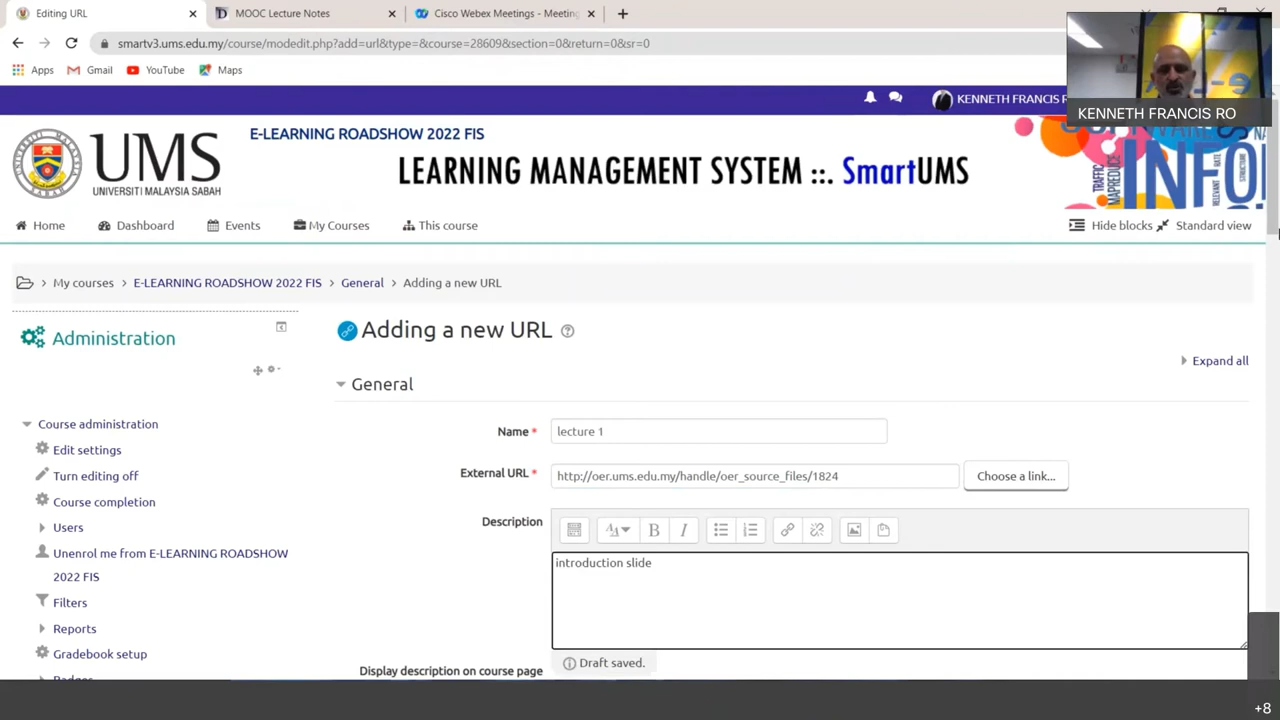 Editing URL
MOOC Lecture Notes
Cisco Webex Meetings - Meeting
smartv3.ums.edu.my/course/modedit.php?add=url&type=&course=28609&section=0&return=0&sr=0
Apps
Gmail
YouTube
Maps
KENNETH FRANCIS R
KENNETH FRANCIS RO
UMS
UNIVERSITI MALAYSIA SABAH
E-LEARNING ROADSHOW 2022 FIS
LEARNING MANAGEMENT SYSTEM ::. SmartUMS
INFO!
TRAFFIC
MAPREDUCE
Home
Dashboard
Events
My Courses
This course
Hide blocks
Standard view
My courses
E-LEARNING ROADSHOW 2022 FIS
General
Adding a new URL
Administration
Adding a new URL
Expand all
General
Course administration
Edit settings
Turn editing off
Course completion
Users
Unenrol me from E-LEARNING ROADSHOW
2022 FIS
Filters
Reports
Gradebook setup
Name *
lecture 1
External URL *
http://oer.ums.edu.my/handle/oer_source_files/1824
Choose a link...
Description
introduction slide
Draft saved.
Display description on course page
+8